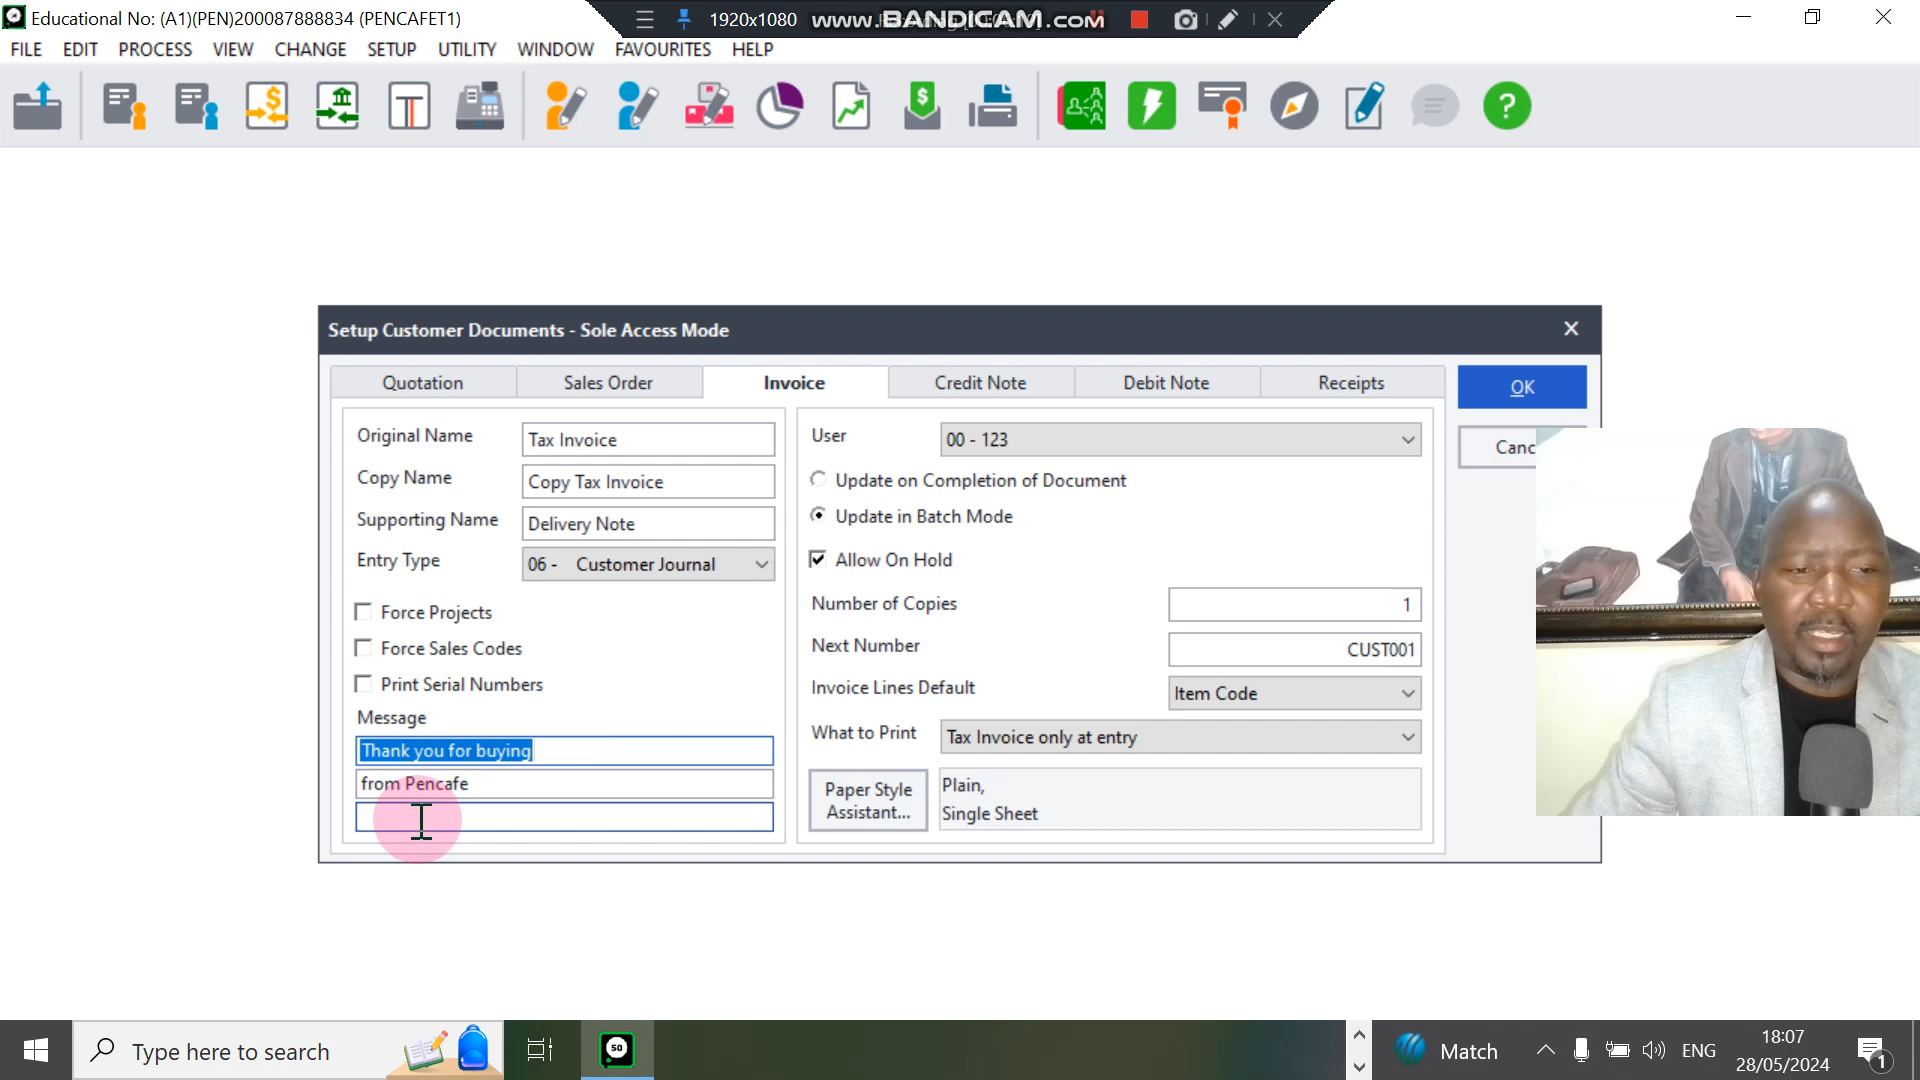 Educational No: (A1)(PEN)200087888834 (PENCAFET1)
1920x1080
www.BANDICAM.com
FILE EDIT PROCESS VIEW CHANGE SETUP UTILITY WINDOW FAVOURITES HELP
Setup Customer Documents - Sole Access Mode
Quotation Sales Order Invoice Credit Note Debit Note Receipts
OK
Canc
Original Name Tax Invoice
Copy Name Copy Tax Invoice
Supporting Name Delivery Note
Entry Type 06 - Customer Journal
Force Projects
Force Sales Codes
Print Serial Numbers
Message
Thank you for buying
from Pencafe
User 00 - 123
Update on Completion of Document
Update in Batch Mode
Allow On Hold
Number of Copies 1
Next Number CUST001
Invoice Lines Default Item Code
What to Print Tax Invoice only at entry
Paper Style
Assistant...
Plain,
Single Sheet
Type here to search
50
Match
ENG
18:07
28/05/2024
1